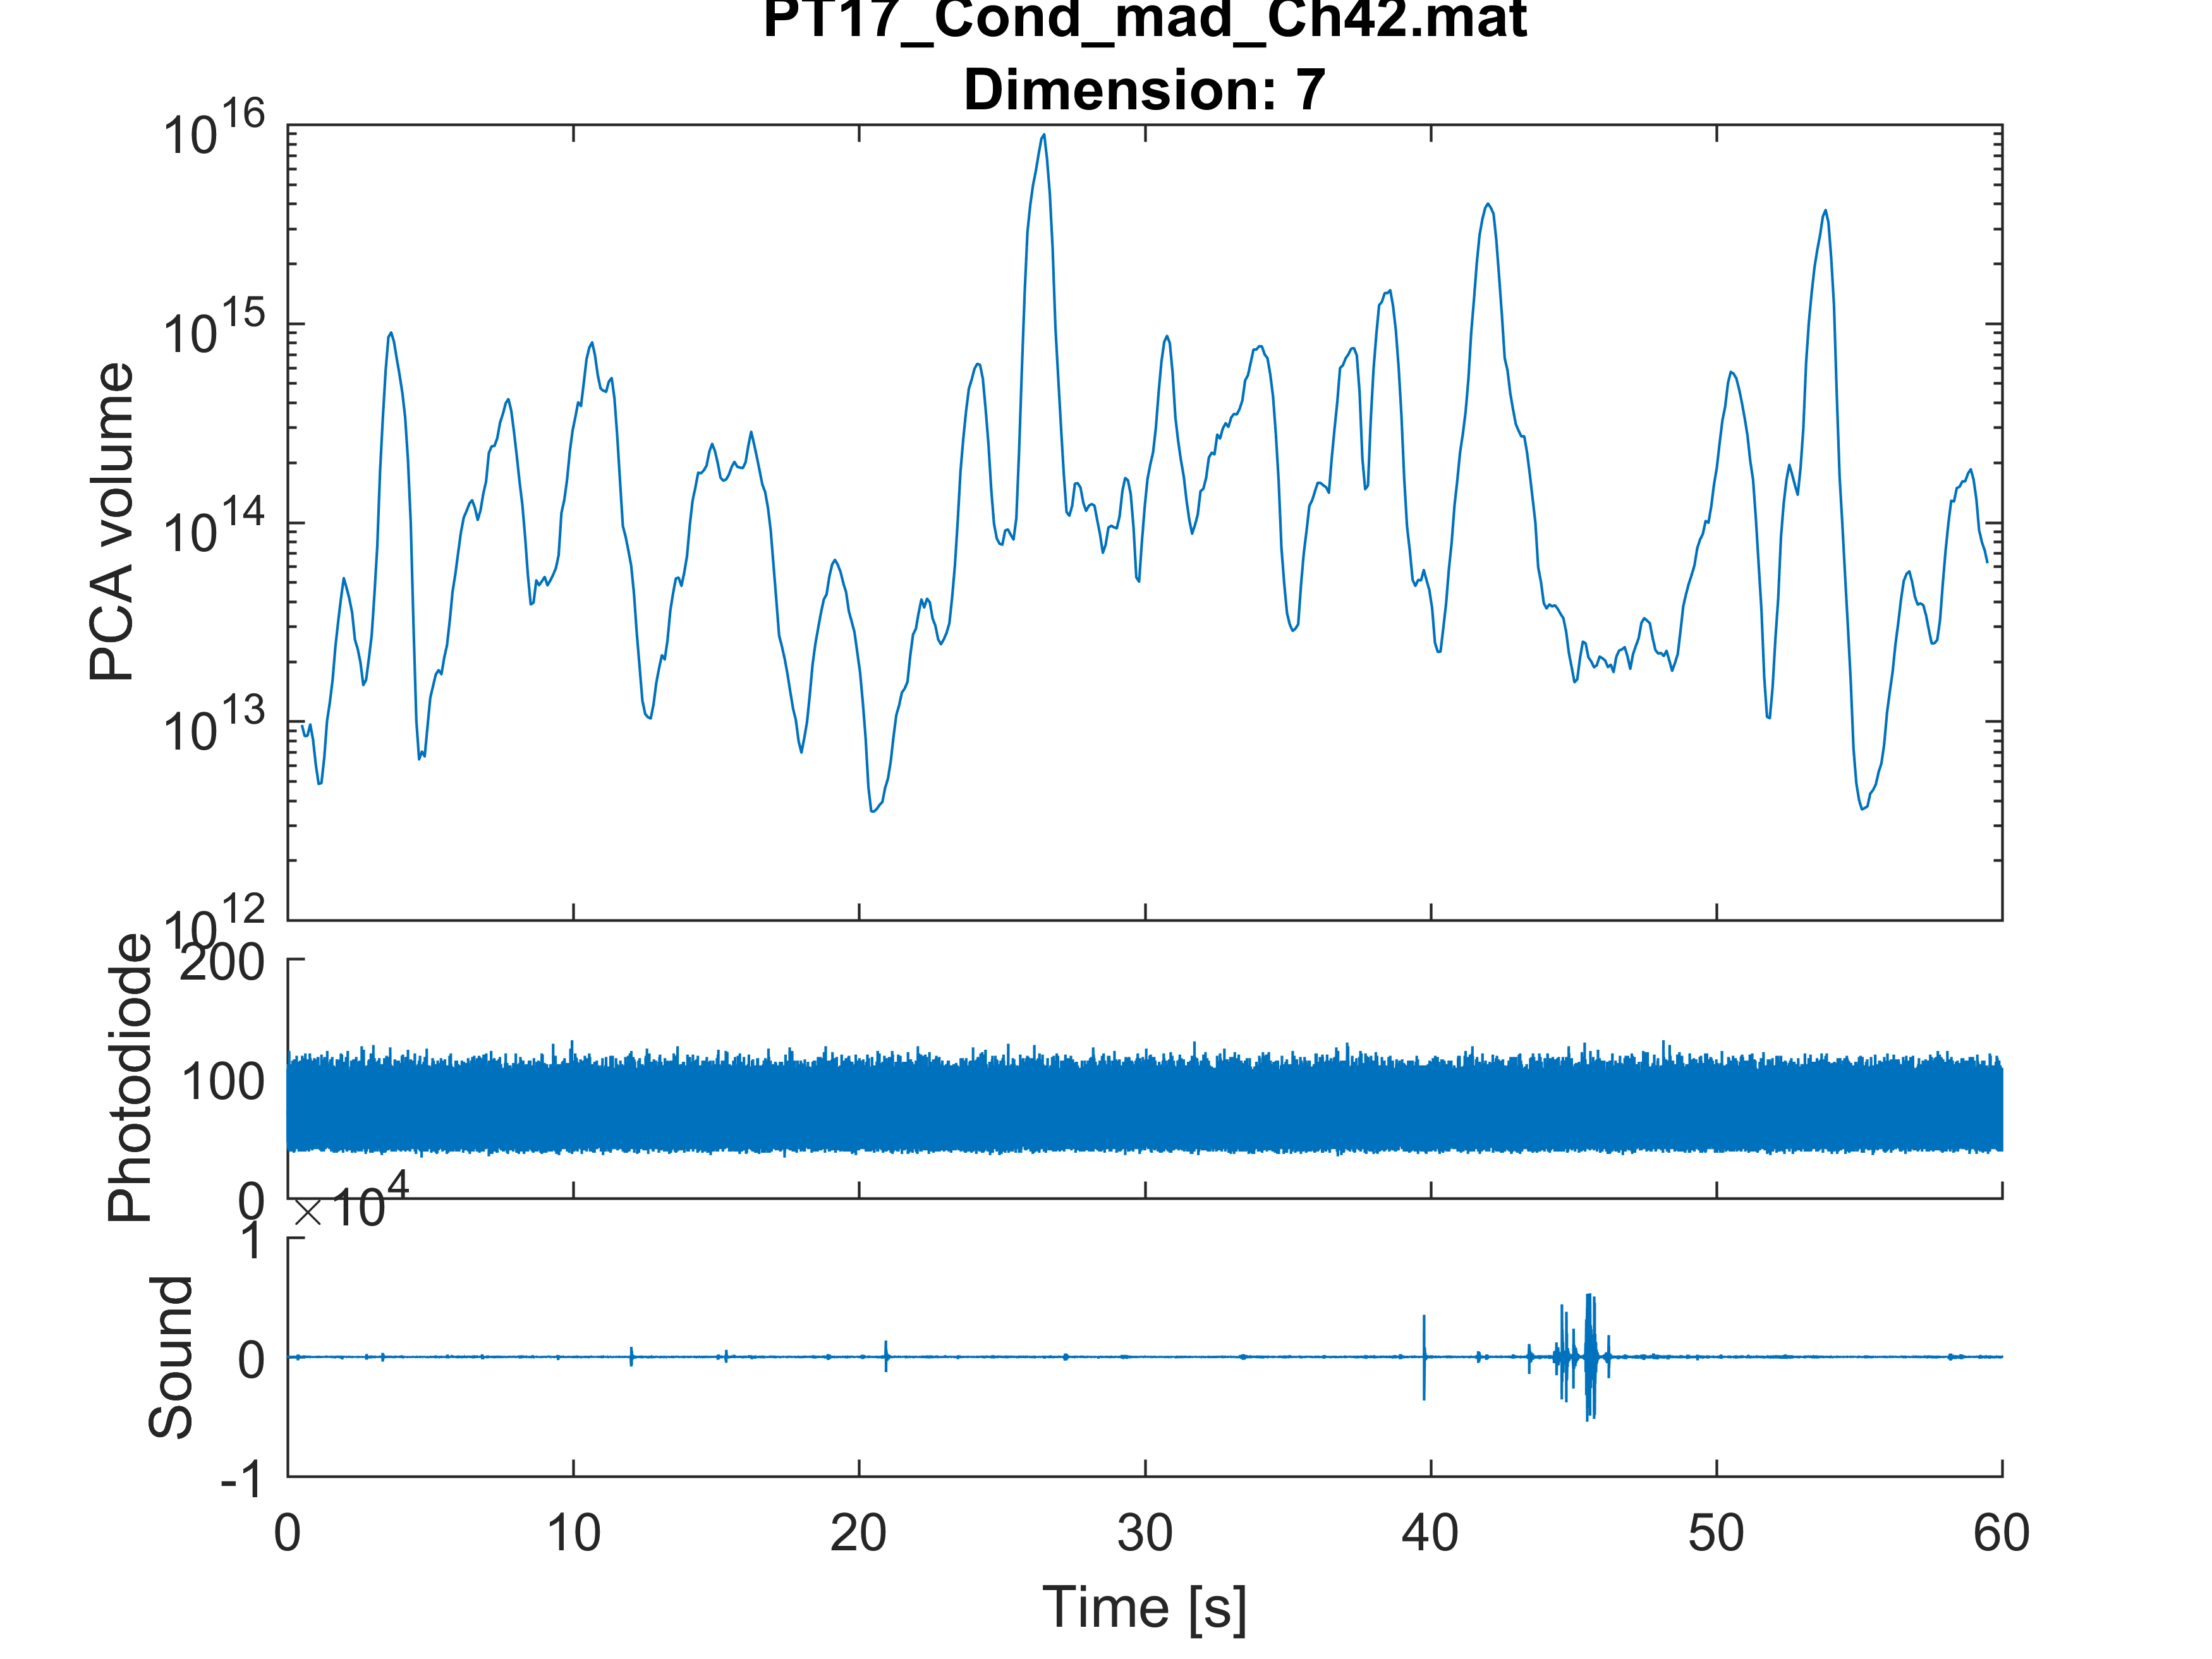 PT17_Cond_mad_Ch42.mat
Dimension: 7
10^16
10^15
10^14
10^13
10^12
PCA volume
200
100
0
Photodiode
×10^4
1
0
-1
Sound
0 10 20 30 40 50 60
Time [s]